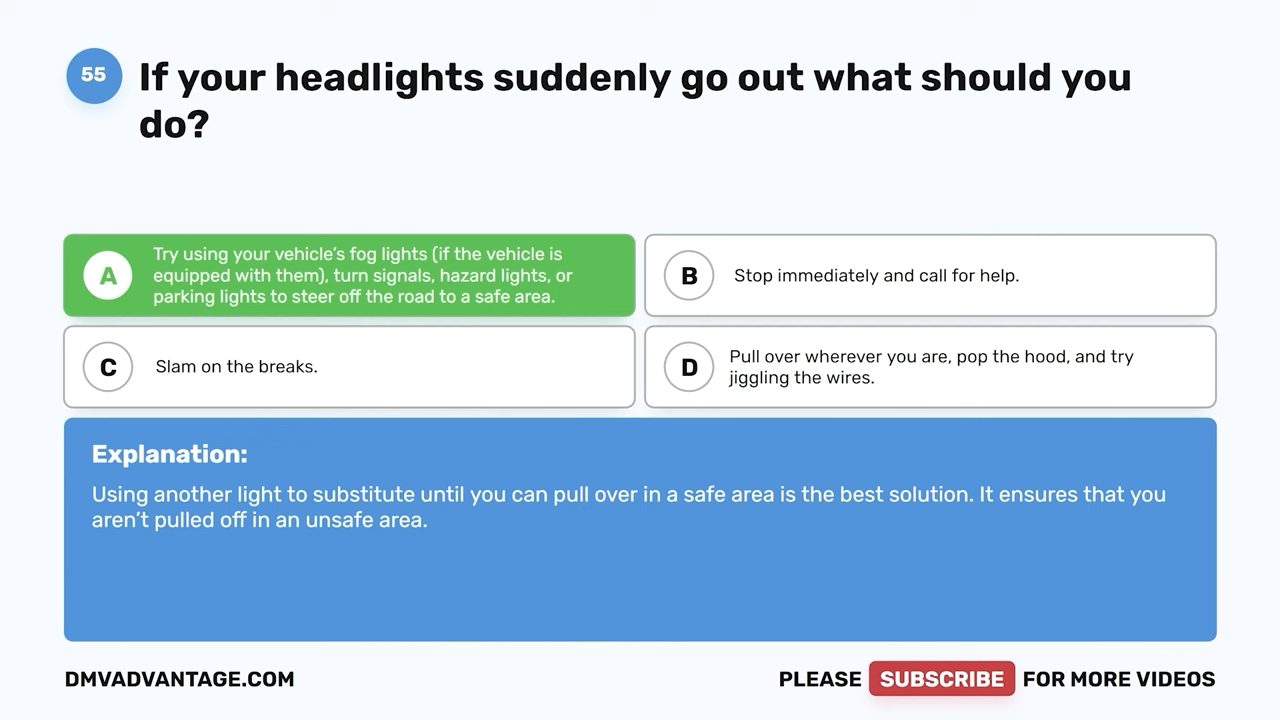 55
If your headlights suddenly go out what should you
do?
A
Try using your vehicle's fog lights (if the vehicle is
equipped with them), turn signals, hazard lights, or
parking lights to steer off the road to a safe area.
B
Stop immediately and call for help.
C
Slam on the breaks.
D
Pull over wherever you are, pop the hood, and try
jiggling the wires.
Explanation:
Using another light to substitute until you can pull over in a safe area is the best solution. It ensures that you
aren't pulled off in an unsafe area.
DMVADVANTAGE.COM
PLEASE SUBSCRIBE FOR MORE VIDEOS